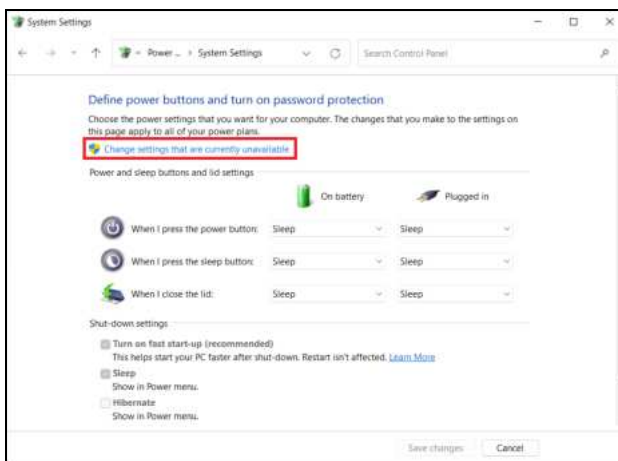 System Settings
Power ... > System Settings
Search Control Panel
Define power buttons and turn on password protection
Choose the power settings that you want for your computer. The changes that you make to the settings on
this page apply to all of your power plans.
Change settings that are currently unavailable
Power and sleep buttons and lid settings
On battery Plugged in
When I press the power button: Sleep Sleep
When I press the sleep button: Sleep Sleep
When I close the lid: Sleep Sleep
Shut-down settings
Turn on fast start-up (recommended)
This helps start your PC faster after shut-down. Restart isn't affected. Learn More
Sleep
Show in Power menu.
Hibernate
Show in Power menu.
Save changes Cancel